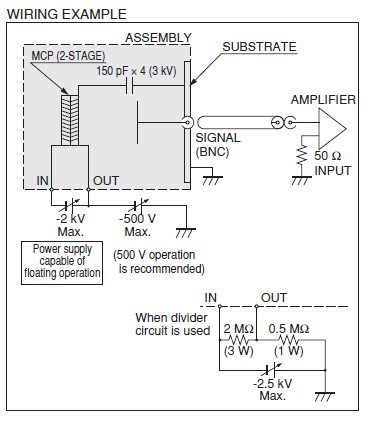 WIRING EXAMPLE
ASSEMBLY
SUBSTRATE
MCP (2-STAGE)
150 pF × 4 (3 kV)
AMPLIFIER
SIGNAL
(BNC)
50 Ω
INPUT
IN
OUT
-2 kV
Max.
-500 V
Max.
Power supply
capable of
floating operation
(500 V operation
is recommended)
IN
OUT
When divider
circuit is used
2 MΩ
(3 W)
0.5 MΩ
(1 W)
-2.5 kV
Max.